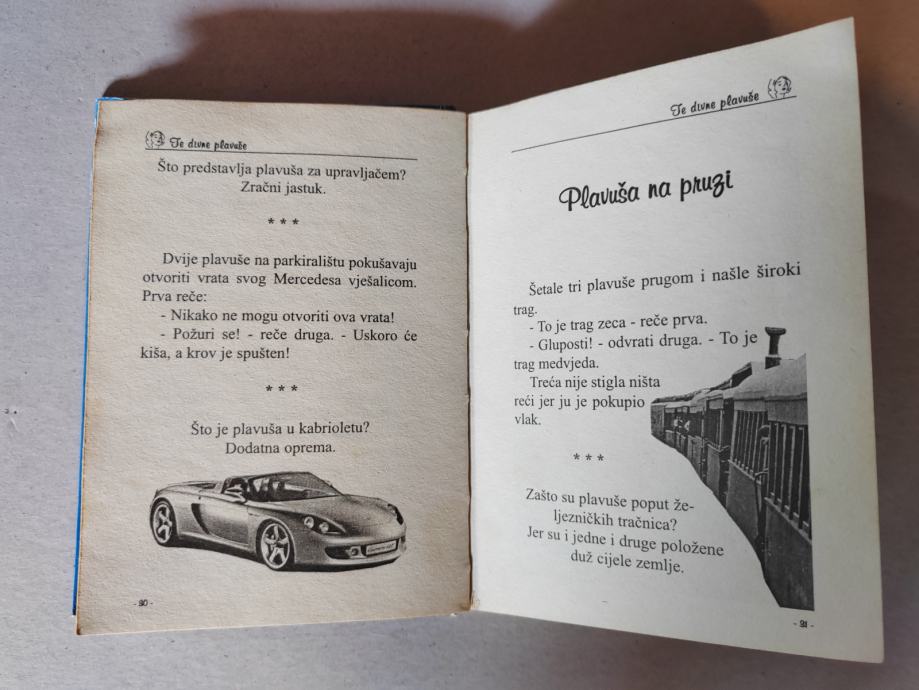 Te divne plavuše
Što predstavlja plavuša za upravljačem?
Zračni jastuk.
* * *
Dvije plavuše na parkiralištu pokušavaju
otvoriti vrata svog Mercedesa vješalicom.
Prva reče:
- Nikako ne mogu otvoriti ova vrata!
- Požuri se! - reče druga. - Uskoro će
kiša, a krov je spušten!
* * *
Što je plavuša u kabrioletu?
Dodatna oprema.
- 20 -
Te divne plavuše
Plavuša na pruzi
Šetale tri plavuše prugom i našle široki
trag.
- To je trag zeca - reče prva.
- Gluposti! - odvrati druga. - To je
trag medvjeda.
Treća nije stigla ništa
reći jer ju je pokupio
vlak.
* * *
Zašto su plavuše poput že-
ljezničkih tračnica?
Jer su i jedne i druge položene
duž cijele zemlje.
- 21 -